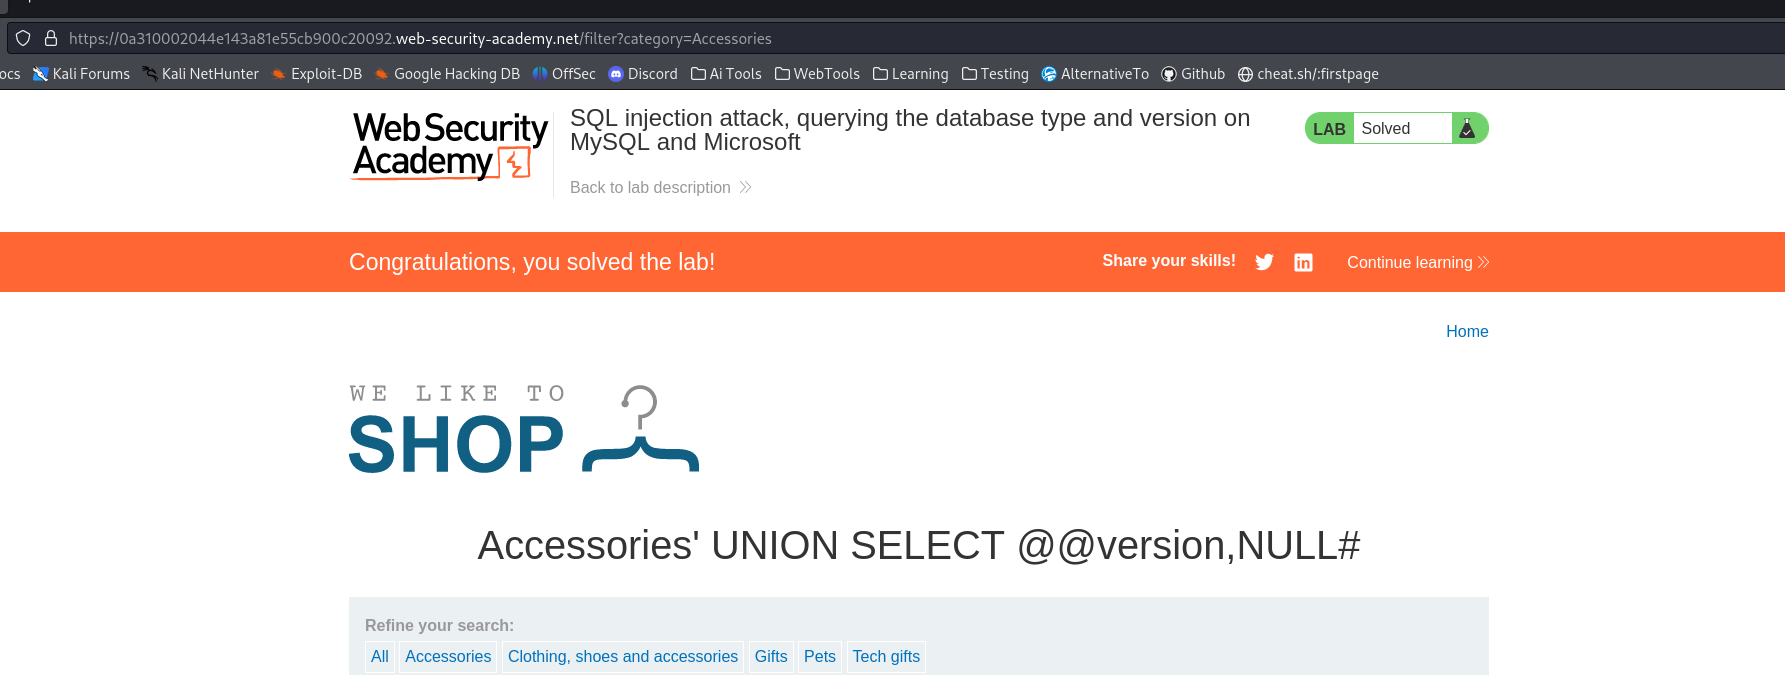 https://0a310002044e143a81e55cb900c20092.web-security-academy.net/filter?category=Accessories
ocs Kali Forums Kali NetHunter Exploit-DB Google Hacking DB OffSec Discord Ai Tools WebTools Learning Testing AlternativeTo Github cheat.sh/:firstpage
Web Security
Academy
SQL injection attack, querying the database type and version on
MySQL and Microsoft
Back to lab description
LAB Solved
Congratulations, you solved the lab!
Share your skills!
in
Continue learning
Home
WE LIKE TO
SHOP
Accessories' UNION SELECT @@version,NULL#
Refine your search:
All Accessories Clothing, shoes and accessories Gifts Pets Tech gifts